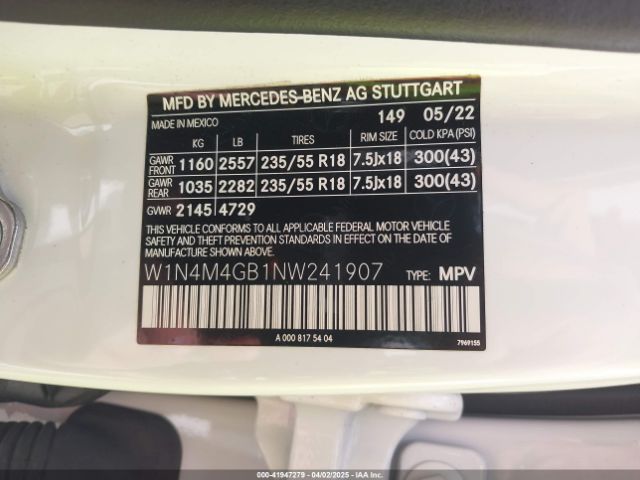 MFD BY MERCEDES-BENZ AG STUTTGART
MADE IN MEXICO 149 05/22
KG LB TIRES RIM SIZE COLD KPA(PSI)
GAWR FRONT 1160 2557 235/55 R18 7.5Jx18 300(43)
GAWR REAR 1035 2282 235/55 R18 7.5Jx18 300(43)
GVWR 2145 4729
THIS VEHICLE CONFORMS TO ALL APPLICABLE FEDERAL MOTOR VEHICLE
SAFETY AND THEFT PREVENTION STANDARDS IN EFFECT ON THE DATE OF
MANUFACTURE SHOWN ABOVE.
W1N4M4GB1NW241907 TYPE: MPV
A 000 817 54 04 7969155
000-41947279 - 04/02/2025 - IAAI.COM